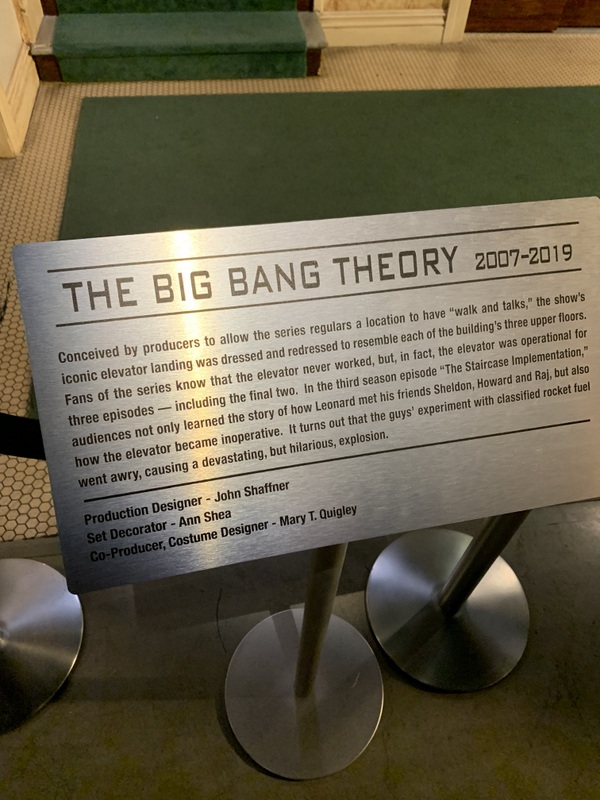 THE BIG BANG THEORY 2007-2019
Conceived by producers to allow the series regulars a location to have "walk and talks," the show's
iconic elevator landing was dressed and redressed to resemble each of the building's three upper floors.
Fans of the series know that the elevator never worked, but, in fact, the elevator was operational for
three episodes — including the final two. In the third season episode "The Staircase Implementation,"
audiences not only learned the story of how Leonard met his friends Sheldon, Howard and Raj, but also
how the elevator became inoperative. It turns out that the guys' experiment with classified rocket fuel
went awry, causing a devastating, but hilarious, explosion.
Production Designer - John Shaffner
Set Decorator - Ann Shea
Co-Producer, Costume Designer - Mary T. Quigley